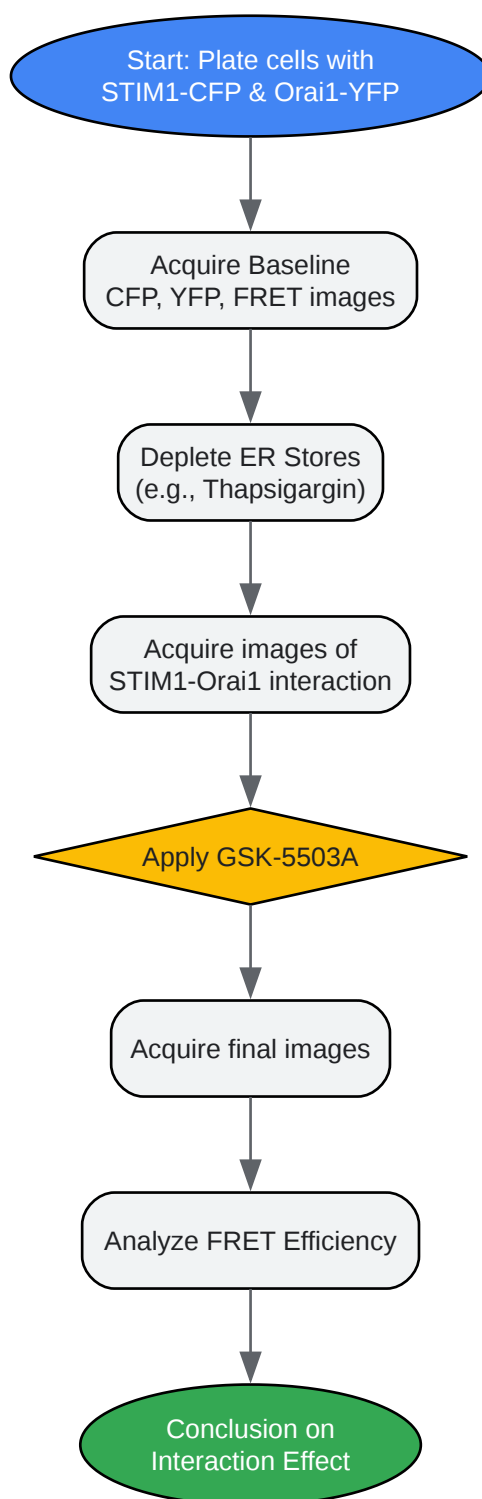 Start: Plate cells with
STIM1-CFP & Orai1-YFP
Acquire Baseline
CFP, YFP, FRET images
Deplete ER Stores
(e.g., Thapsigargin)
Acquire images of
STIM1-Orai1 interaction
Apply GSK-5503A
Acquire final images
Analyze FRET Efficiency
Conclusion on
Interaction Effect